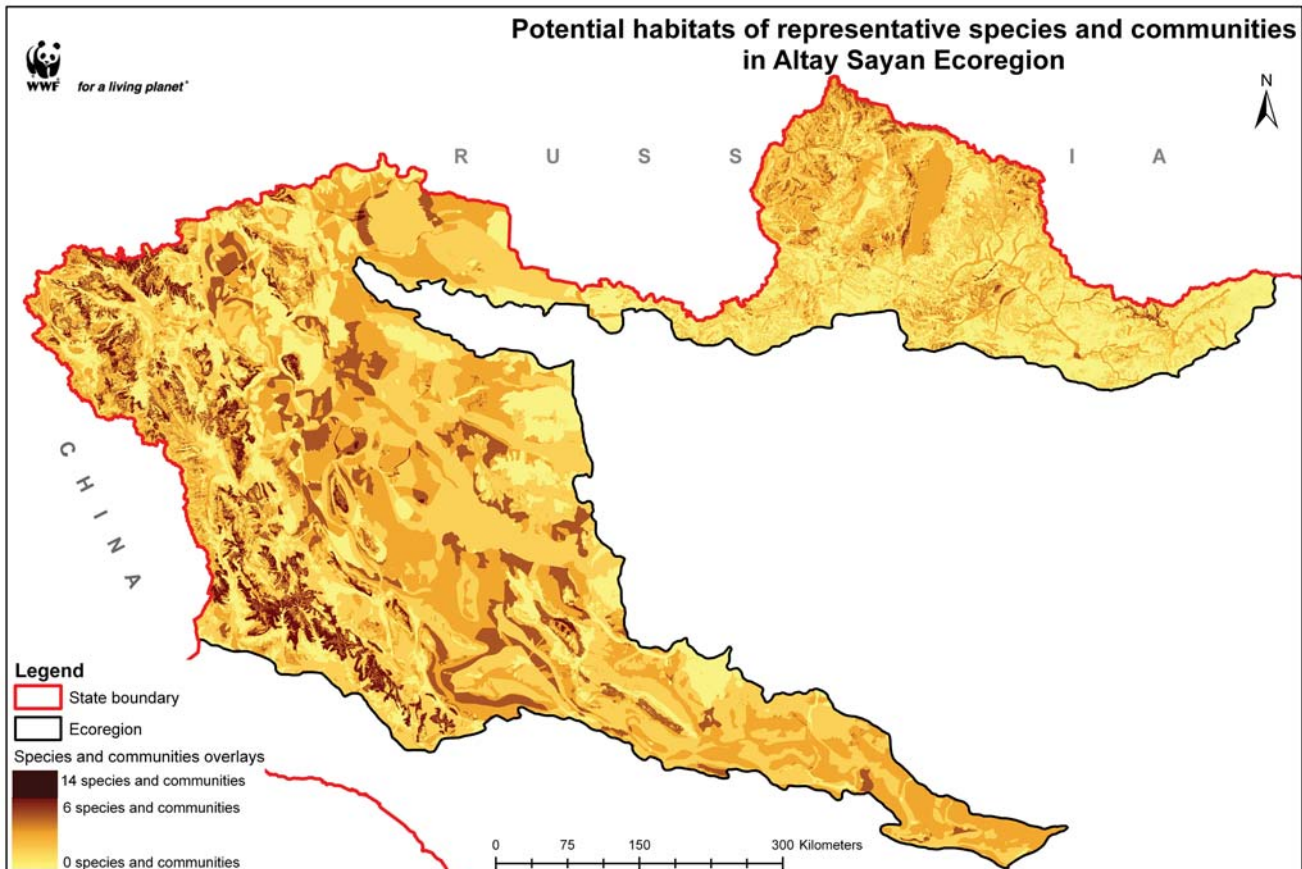 Potential habitats of representative species and communities
in Altay Sayan Ecoregion
WWF
for a living planet®
N
R U S S I A
C H I N A
Legend
State boundary
Ecoregion
Species and communities overlays
14 species and communities
6 species and communities
0 species and communities
0 75 150 300 Kilometers